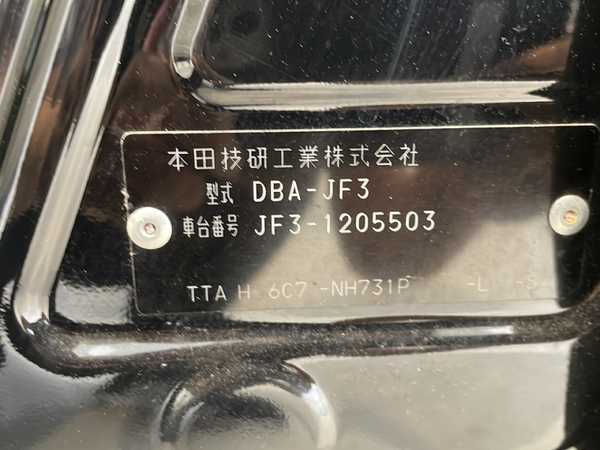 本田技研工業株式会社
型式 DBA-JF3
車台番号 JF3-1205503
TTA H 6C7 -NH731P -L -S